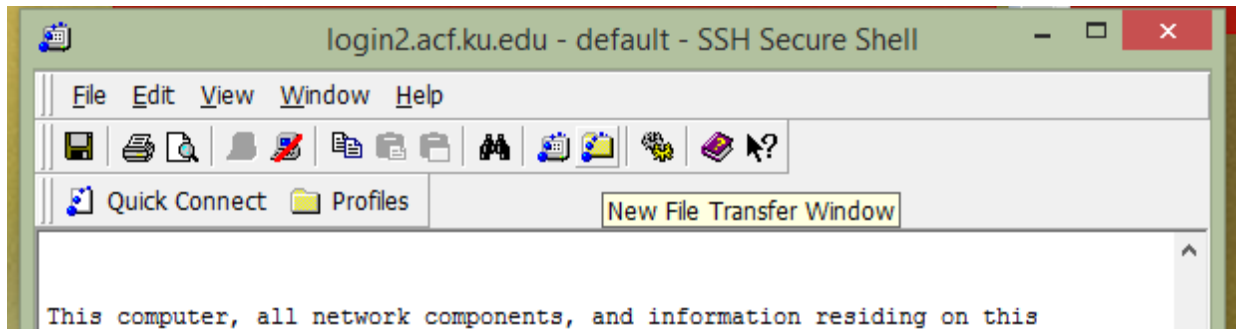 login2.acf.ku.edu - default - SSH Secure Shell
File Edit View Window Help
Quick Connect Profiles
New File Transfer Window
This computer, all network components, and information residing on this